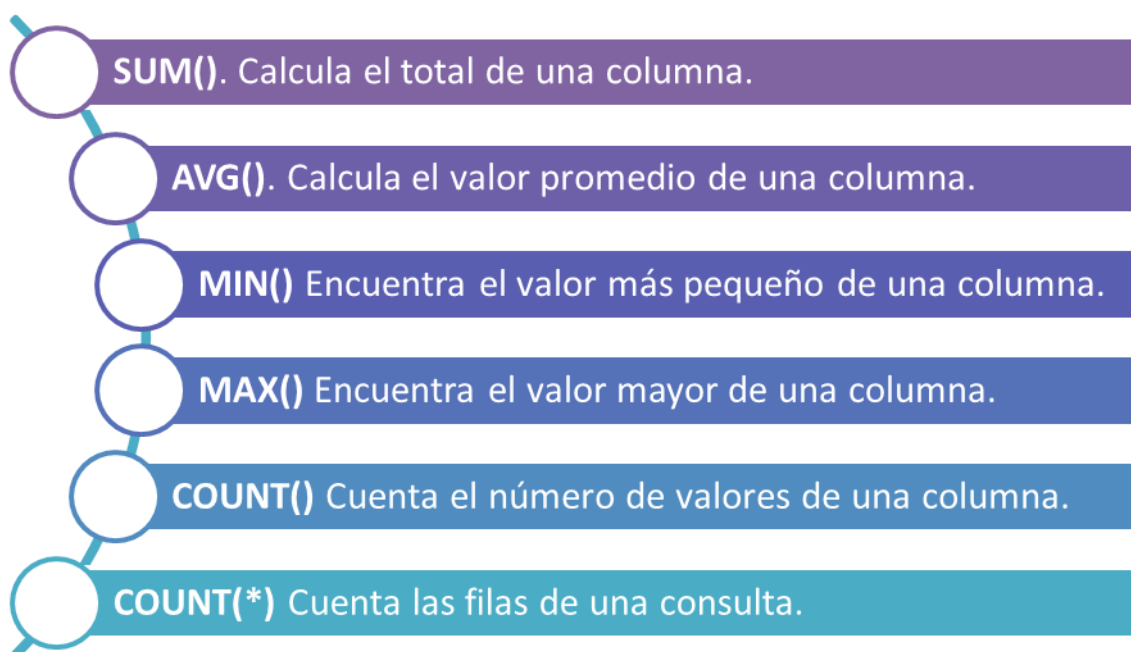 SUM(). Calcula el total de una columna.
AVG(). Calcula el valor promedio de una columna.
MIN() Encuentra el valor más pequeño de una columna.
MAX() Encuentra el valor mayor de una columna.
COUNT() Cuenta el número de valores de una columna.
COUNT(*) Cuenta las filas de una consulta.